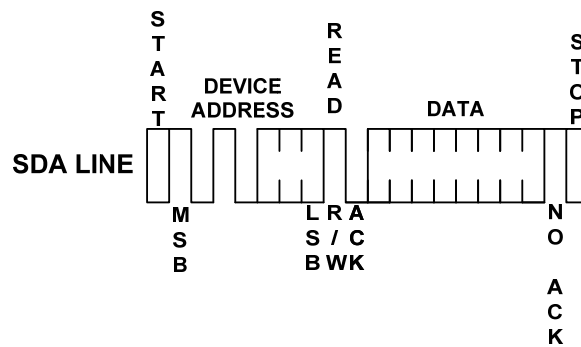 START
READ
STOP
DEVICE
ADDRESS
DATA
SDA LINE
MSB
LSB
R/W
ACK
NO ACK